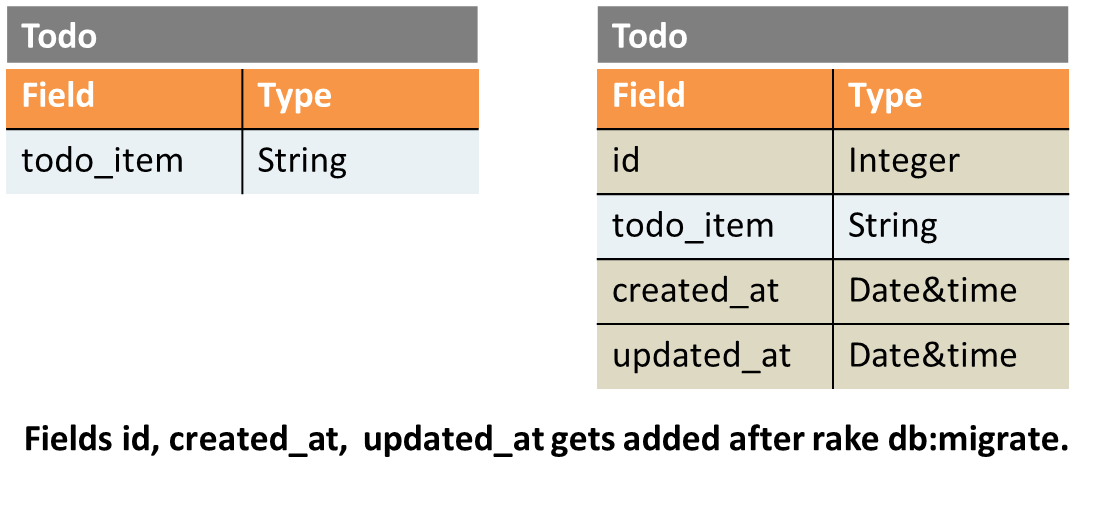 Todo
Field Type
todo_item String
Todo
Field Type
id Integer
todo_item String
created_at Date&time
updated_at Date&time
Fields id, created_at, updated_at gets added after rake db:migrate.